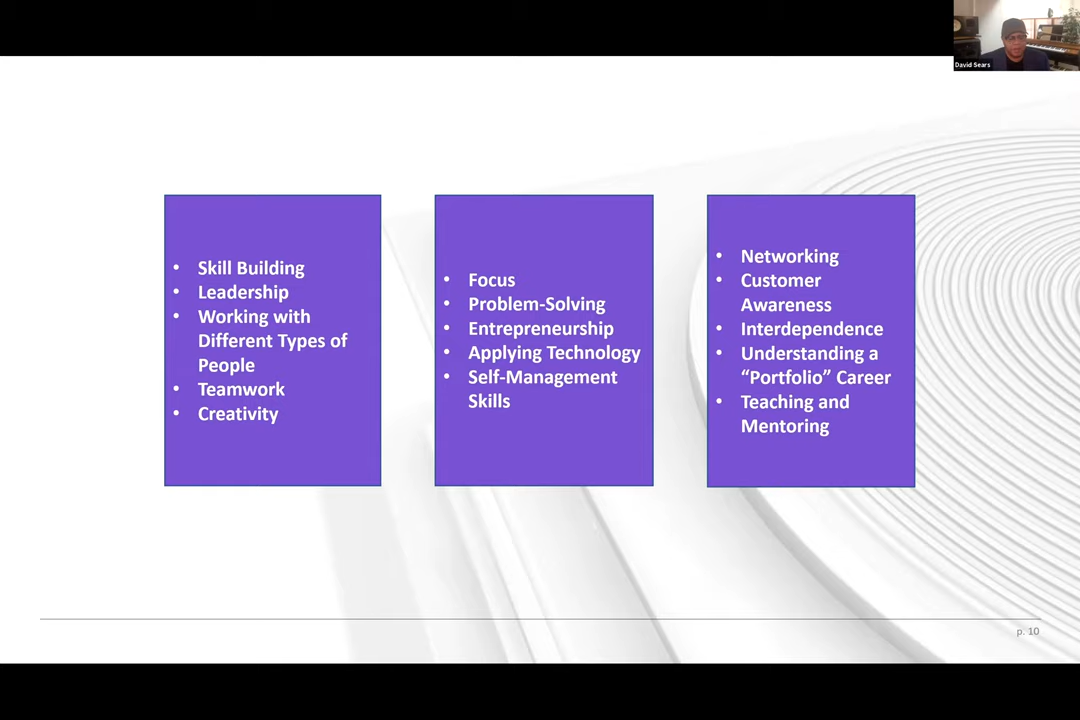 David Sears
• Skill Building
• Leadership
• Working with
Different Types of
People
• Teamwork
• Creativity
• Focus
• Problem-Solving
• Entrepreneurship
• Applying Technology
• Self-Management
Skills
• Networking
• Customer
Awareness
• Interdependence
• Understanding a
“Portfolio” Career
• Teaching and
Mentoring
p. 10